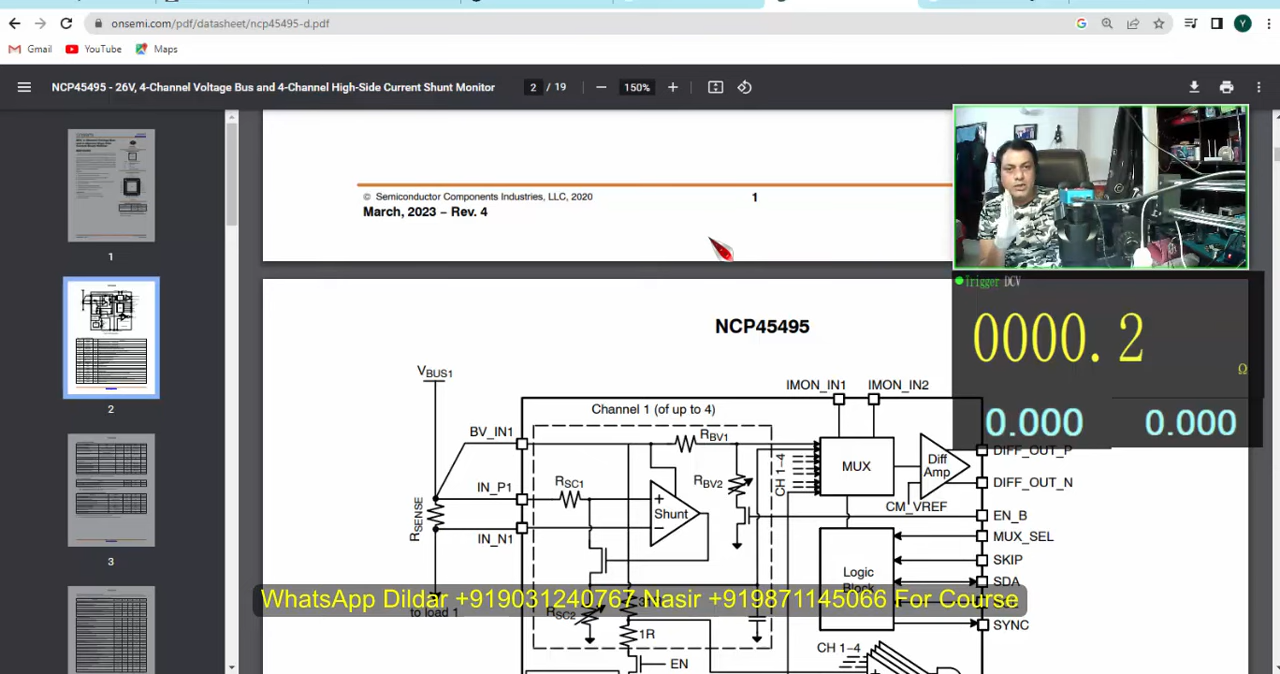 onsemi.com/pdf/datasheet/ncp45495-d.pdf
Y
Gmail
YouTube
Maps
NCP45495 - 26V, 4-Channel Voltage Bus and 4-Channel High-Side Current Shunt Monitor
2 / 19
150%
1
2
3
© Semiconductor Components Industries, LLC, 2020
1
March, 2023 − Rev. 4
NCP45495
Trigger DCV
0000.2
Ω
0.000 0.000
VBUS1
IMON_IN1 IMON_IN2
Channel 1 (of up to 4)
BV_IN1
RBV1
DIFF_OUT_P
Diff
Amp
MUX
CH 1−4
IN_P1
RSC1
RBV2
DIFF_OUT_N
RSENSE
+
Shunt
−
CM_VREF
EN_B
IN_N1
MUX_SEL
SKIP
Logic
Block
SDA
WhatsApp Dildar +919031240767 Nasir +919871145066 For Course
to load 1
RSC2
SYNC
1R
CH 1−4
EN